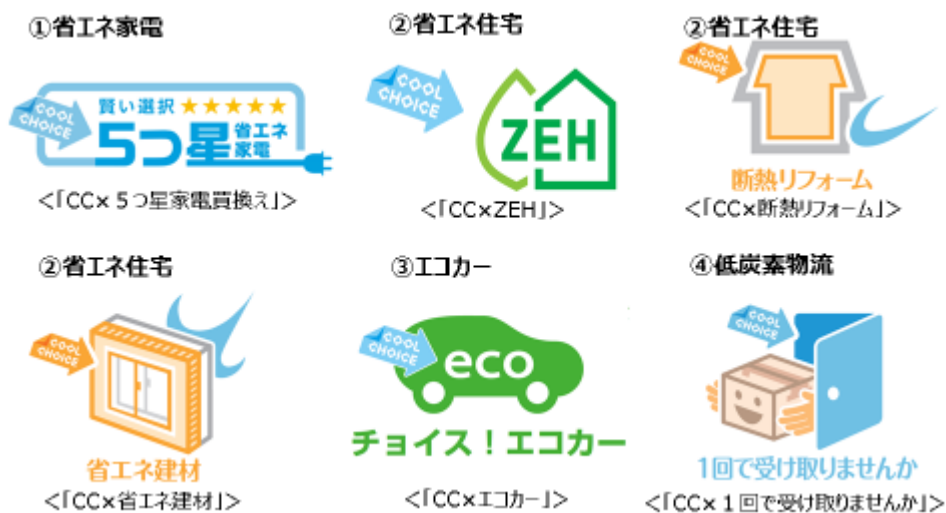 ①省エネ家電
COOL
CHOICE
賢い選択 ★★★★★
5つ星 省エネ
家電
<「CC× 5つ星家電買換え」>
②省エネ住宅
COOL
CHOICE
ZEH
<「CC×ZEH」>
②省エネ住宅
COOL
CHOICE
断熱リフォーム
<「CC×断熱リフォーム」>
②省エネ住宅
COOL
CHOICE
省エネ建材
<「CC×省エネ建材」>
③エコカー
COOL
CHOICE
eco
チョイス！エコカー
<「CC×エコカー」>
④低炭素物流
COOL
CHOICE
1回で受け取りませんか
<「CC× 1回で受け取りませんか」>